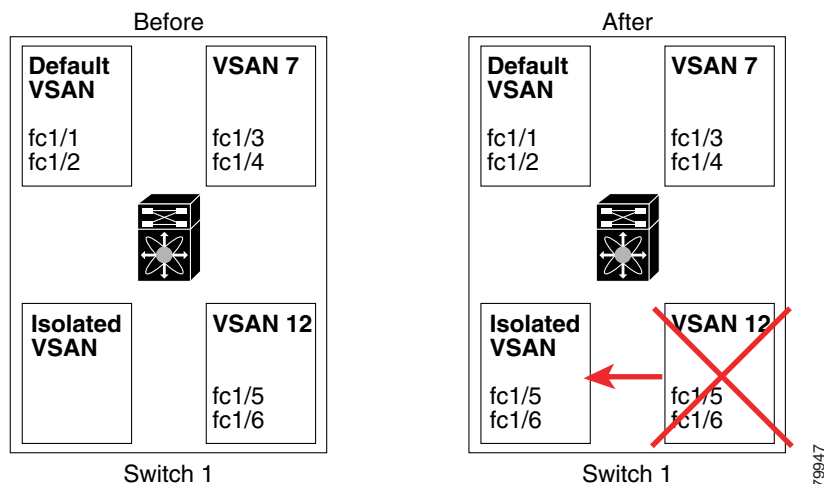 Before
Default
VSAN
fc1/1
fc1/2
VSAN 7
fc1/3
fc1/4
Isolated
VSAN
VSAN 12
fc1/5
fc1/6
Switch 1
After
Default
VSAN
fc1/1
fc1/2
VSAN 7
fc1/3
fc1/4
Isolated
VSAN
fc1/5
fc1/6
VSAN 12
fc1/5
fc1/6
Switch 1
79947